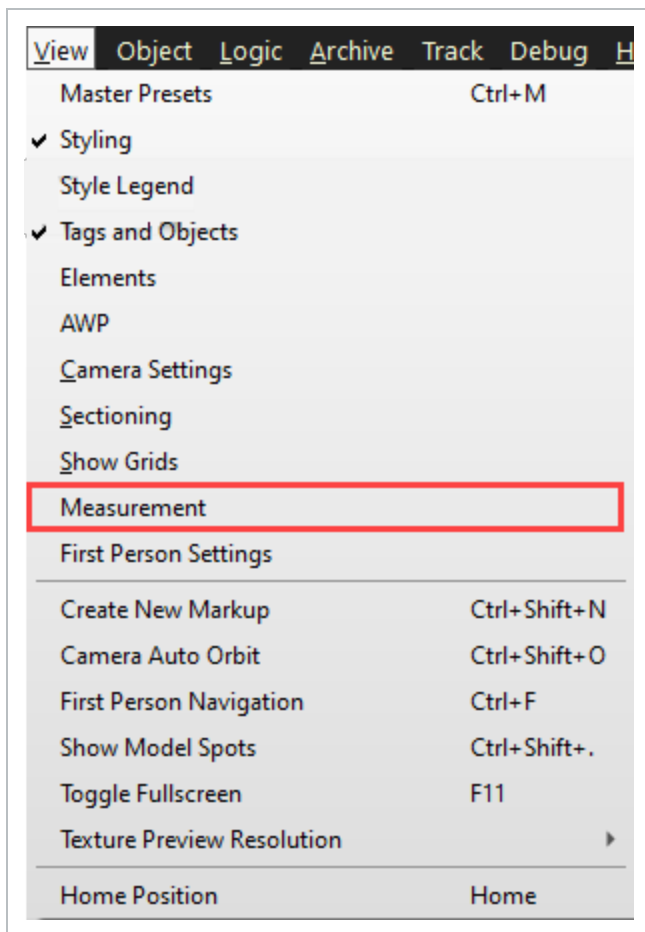 View Object Logic Archive Track Debug H
Master Presets Ctrl+M
Styling
Style Legend
Tags and Objects
Elements
AWP
Camera Settings
Sectioning
Show Grids
Measurement
First Person Settings
Create New Markup Ctrl+Shift+N
Camera Auto Orbit Ctrl+Shift+O
First Person Navigation Ctrl+F
Show Model Spots Ctrl+Shift+.
Toggle Fullscreen F11
Texture Preview Resolution
Home Position Home